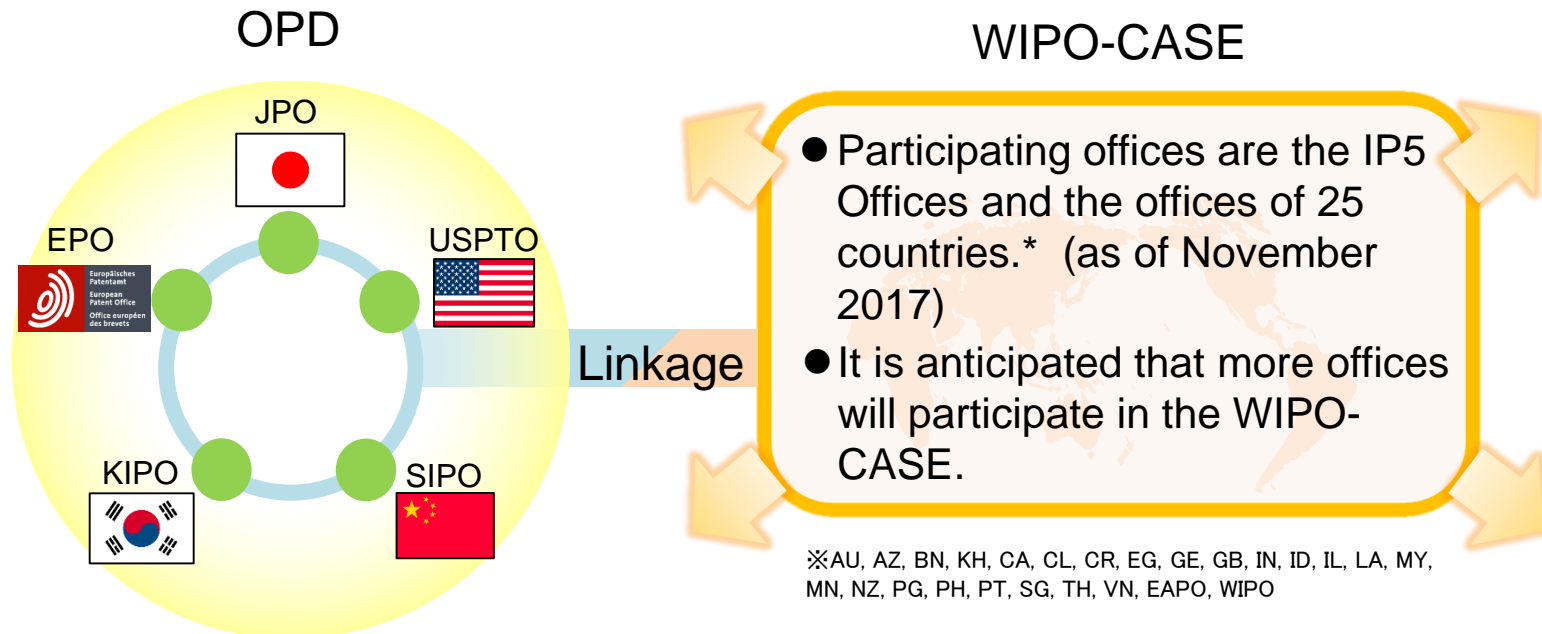 OPD
JPO
EPO
Europäisches
Patentamt
European
Patent Office
Office européen
des brevets
USPTO
KIPO
SIPO
Linkage
WIPO-CASE
● Participating offices are the IP5
Offices and the offices of 25
countries.* (as of November
2017)
● It is anticipated that more offices
will participate in the WIPO-
CASE.
※AU, AZ, BN, KH, CA, CL, CR, EG, GE, GB, IN, ID, IL, LA, MY,
MN, NZ, PG, PH, PT, SG, TH, VN, EAPO, WIPO